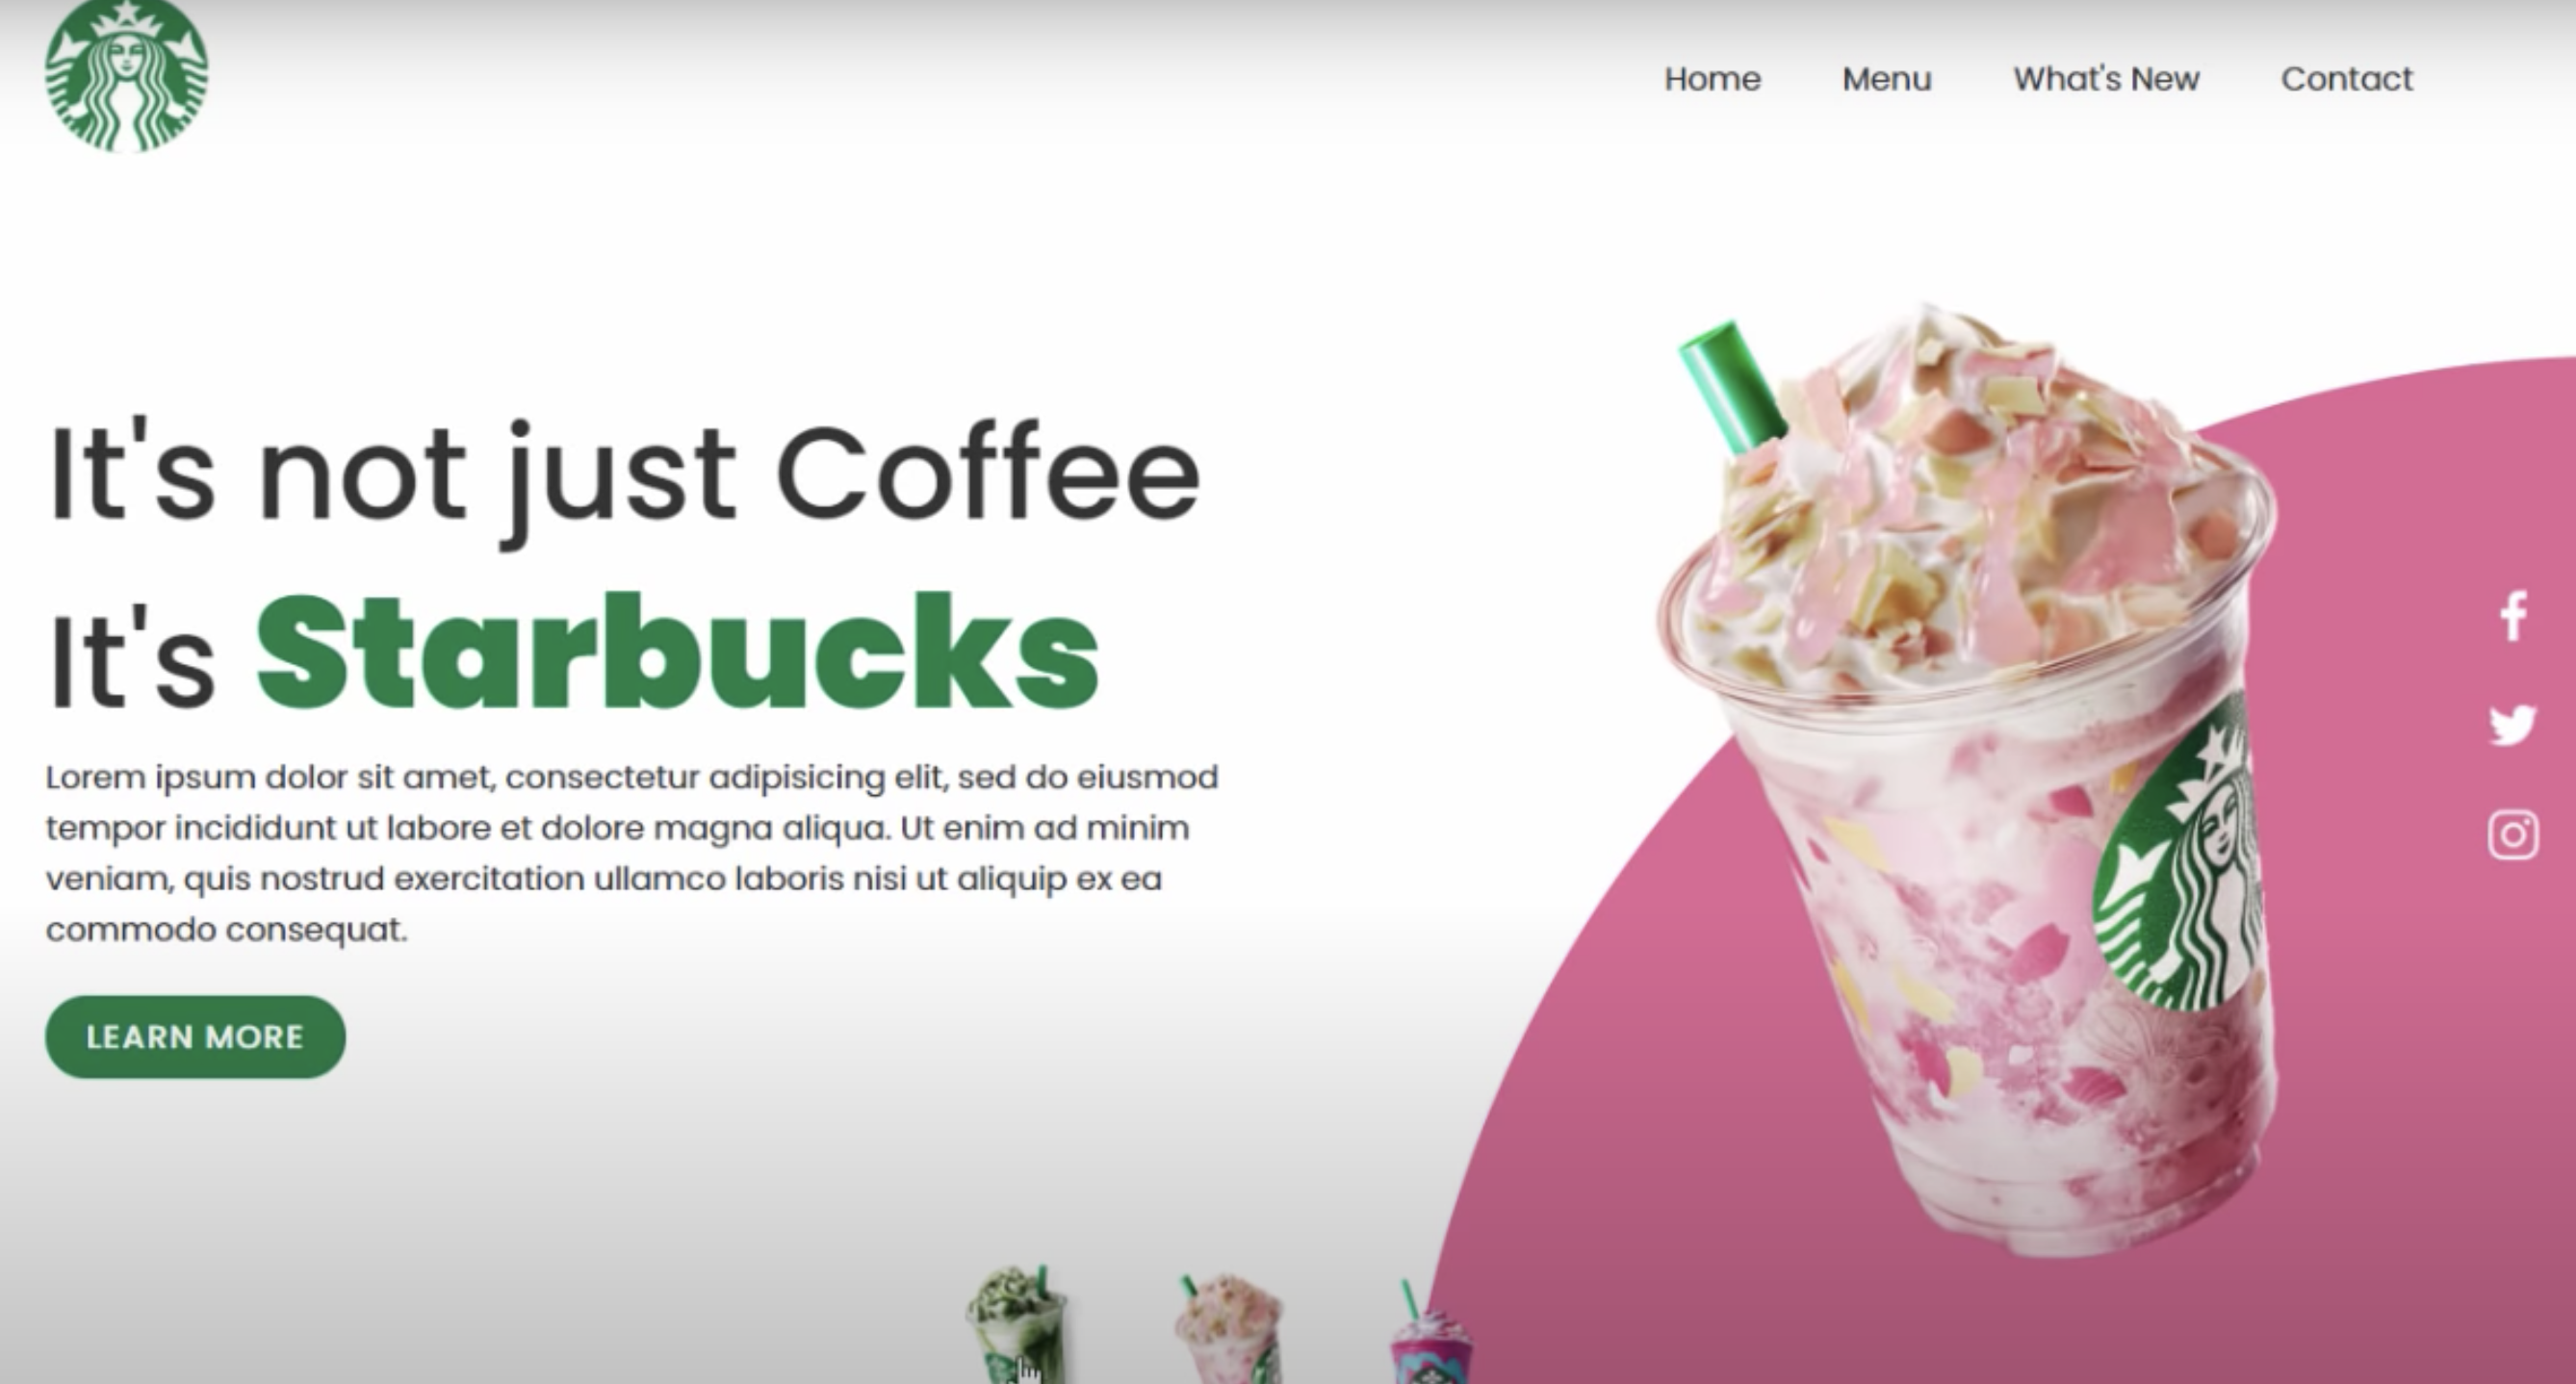 Home
Menu
What's New
Contact
It's not just Coffee
It's Starbucks
Lorem ipsum dolor sit amet, consectetur adipisicing elit, sed do eiusmod
tempor incididunt ut labore et dolore magna aliqua. Ut enim ad minim
veniam, quis nostrud exercitation ullamco laboris nisi ut aliquip ex ea
commodo consequat.
LEARN MORE